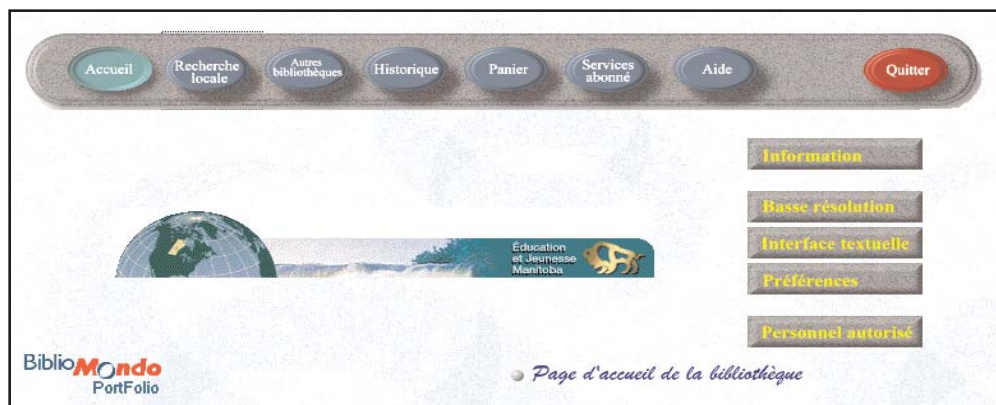 Accueil
Recherche
locale
Autres
bibliothèques
Historique
Panier
Services
abonné
Aide
Quitter
Information
Basse résolution
Interface textuelle
Éducation
et Jeunesse
Manitoba
Préférences
Personnel autorisé
BiblioMondo
PortFolio
Page d'accueil de la bibliothèque